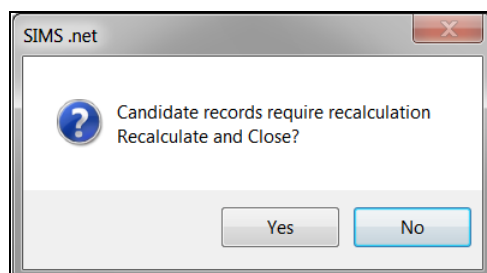 SIMS .net
Candidate records require recalculation
Recalculate and Close?
Yes No